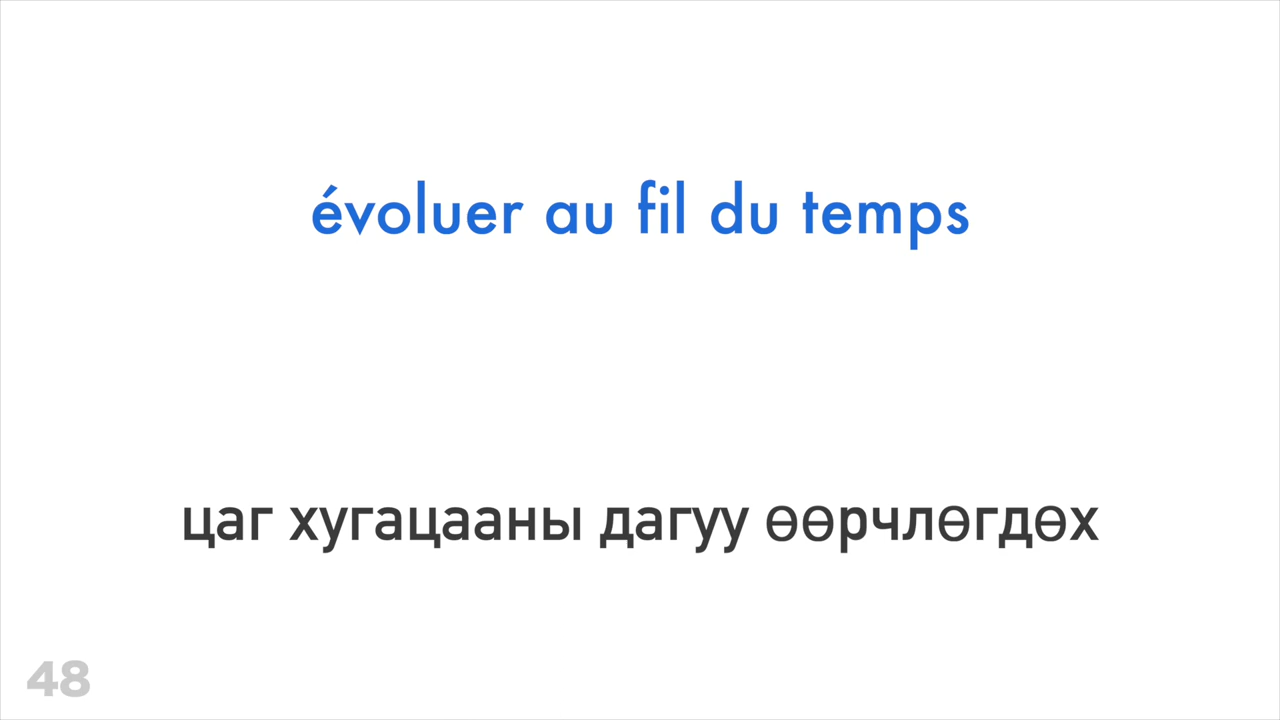 évoluer au fil du temps
цаг хугацааны дагуу өөрчлөгдөх
48